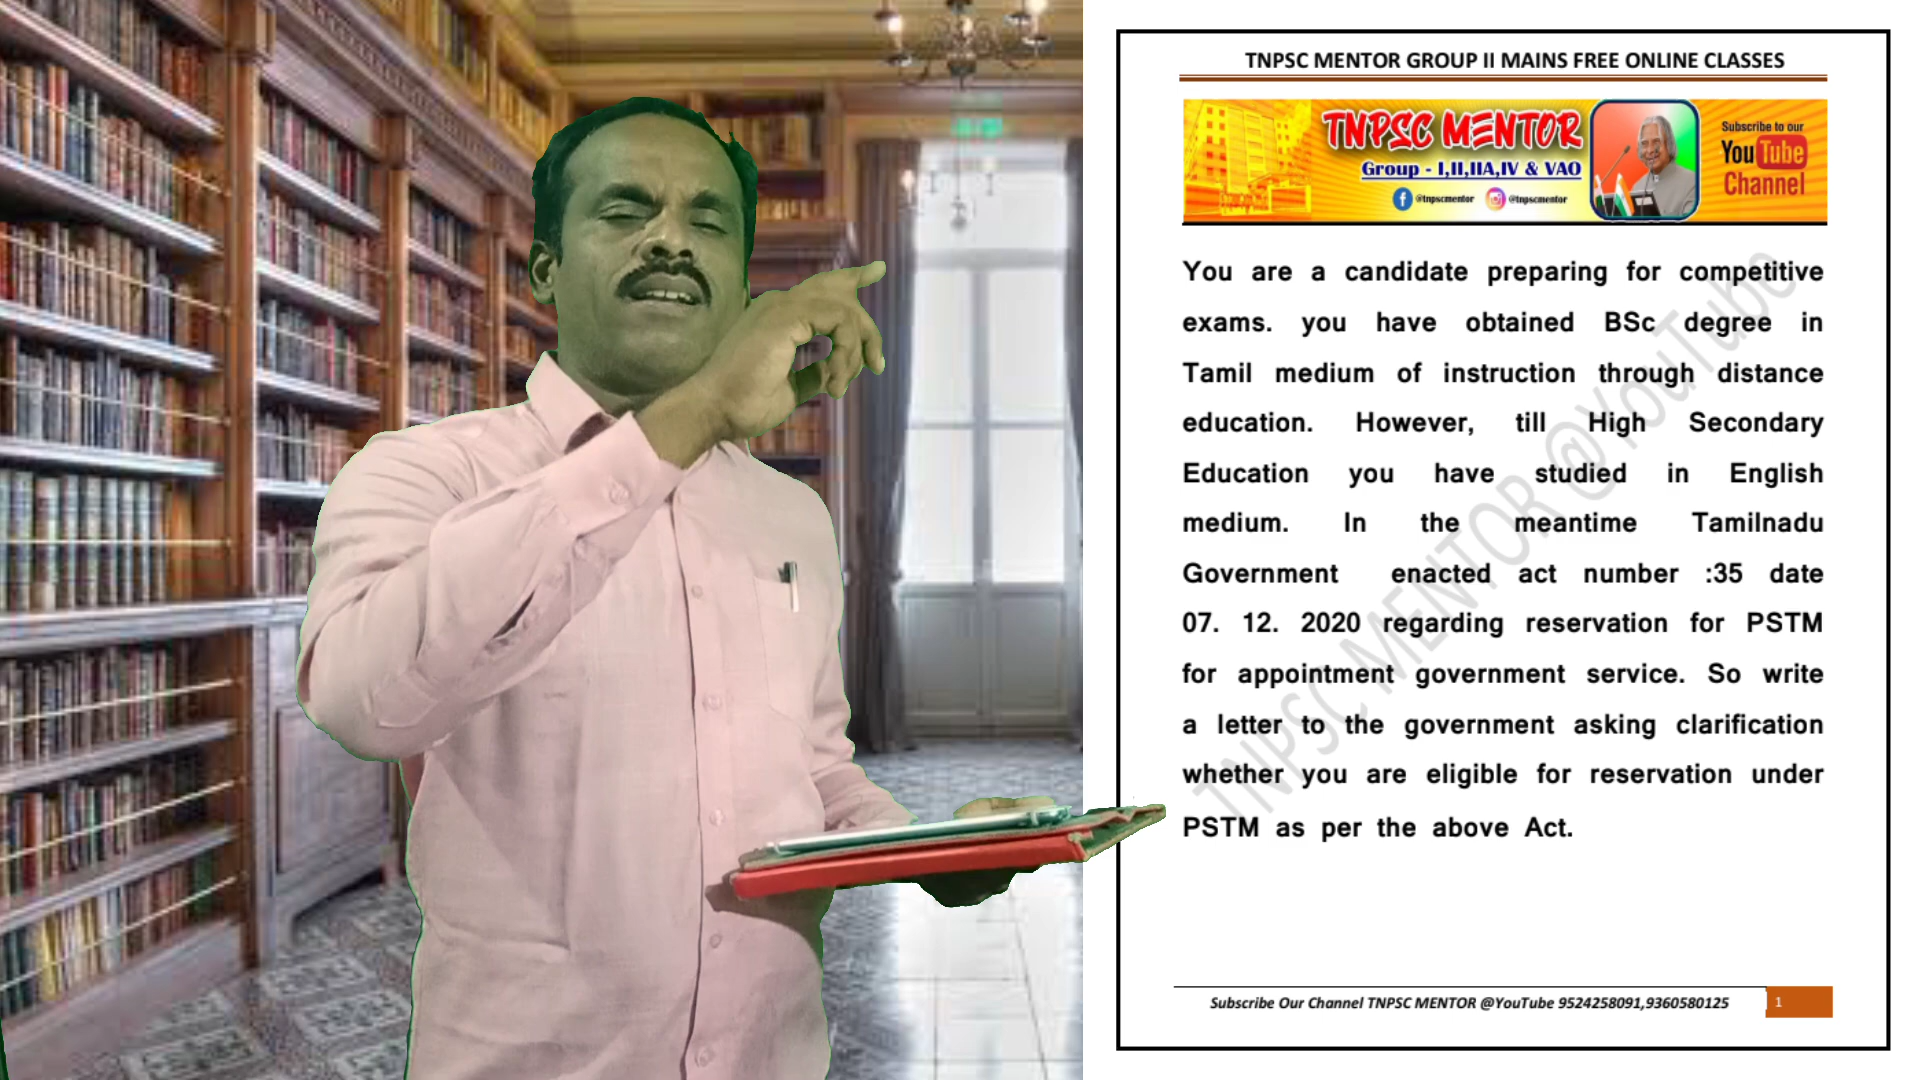 TNPSC MENTOR GROUP II MAINS FREE ONLINE CLASSES
TNPSC MENTOR
Group - I,II,IIA,IV & VAO
@tnpscmentor @tnpscmentor
Subscribe to our
YouTube
Channel
You are a candidate preparing for competitive
exams. you have obtained BSc degree in
Tamil medium of instruction through distance
education. However, till High Secondary
Education you have studied in English
medium. In the meantime Tamilnadu
Government enacted act number :35 date
07. 12. 2020 regarding reservation for PSTM
for appointment government service. So write
a letter to the government asking clarification
whether you are eligible for reservation under
PSTM as per the above Act.
TNPSC MENTOR @YouTube
Subscribe Our Channel TNPSC MENTOR @YouTube 9524258091,9360580125 1